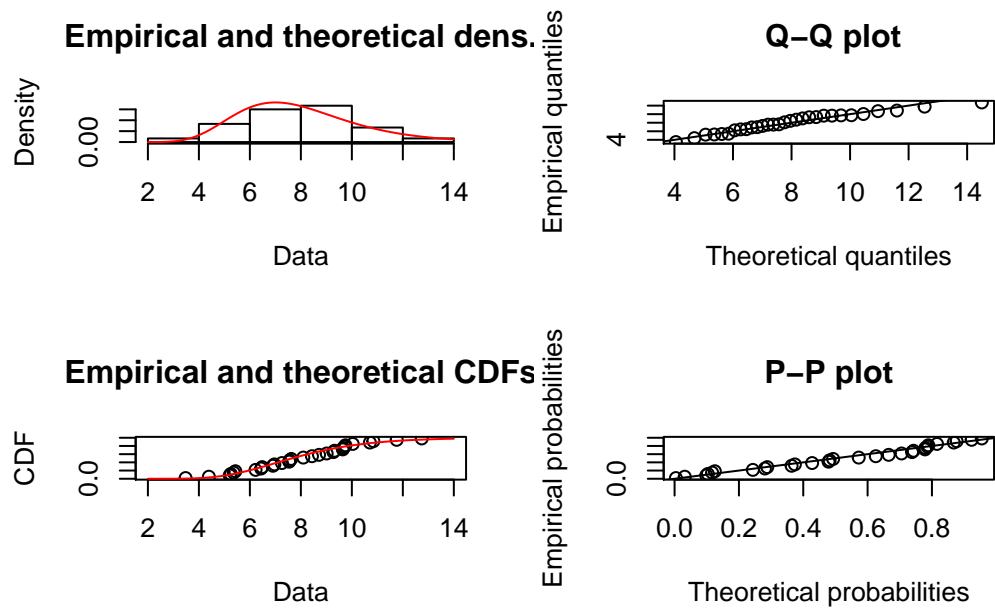 Empirical and theoretical dens.
Density
0.00
2 4 6 8 10 14
Data
Q−Q plot
Empirical quantiles
4
4 6 8 10 12 14
Theoretical quantiles
Empirical and theoretical CDFs
CDF
0.0
2 4 6 8 10 14
Data
P−P plot
Empirical probabilities
0.0
0.0 0.2 0.4 0.6 0.8
Theoretical probabilities